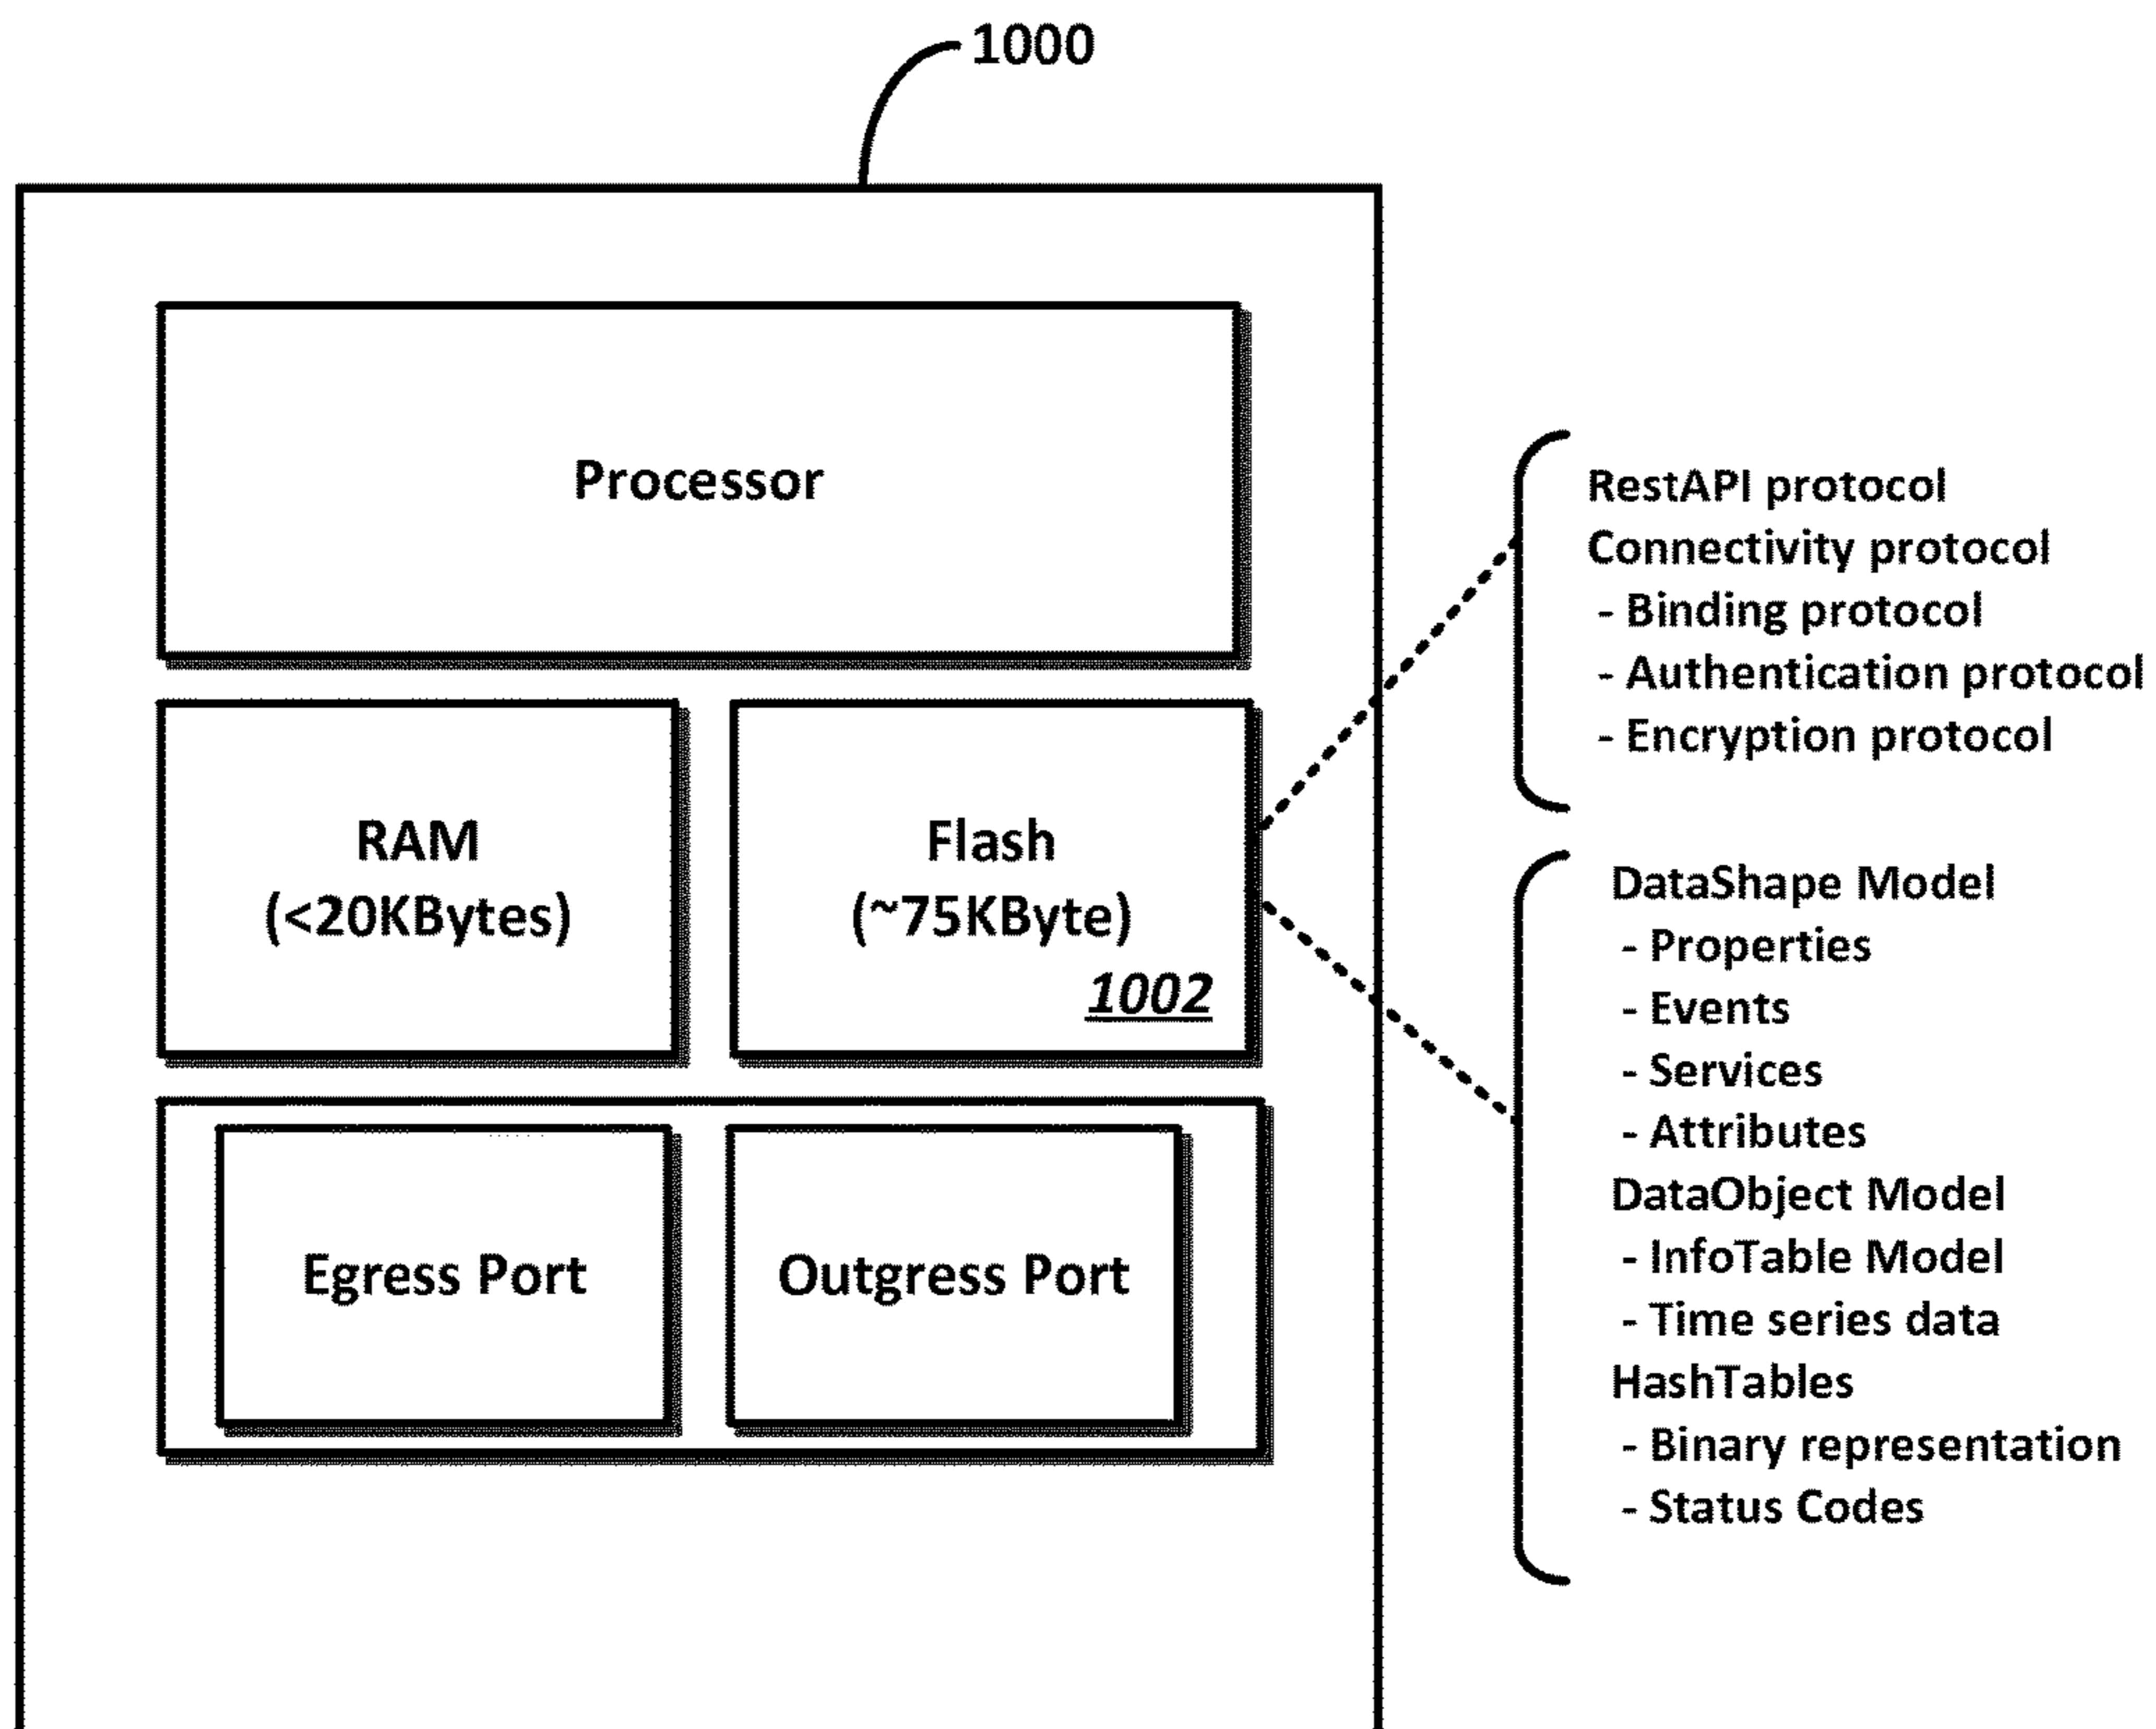 1000
Processor
RAM
(<20KBytes)
Flash
(~75KByte)
1002
Egress Port
Outgress Port
RestAPI protocol
Connectivity protocol
- Binding protocol
- Authentication protocol
- Encryption protocol
DataShape Model
- Properties
- Events
- Services
- Attributes
DataObject Model
- InfoTable Model
- Time series data
HashTables
- Binary representation
- Status Codes